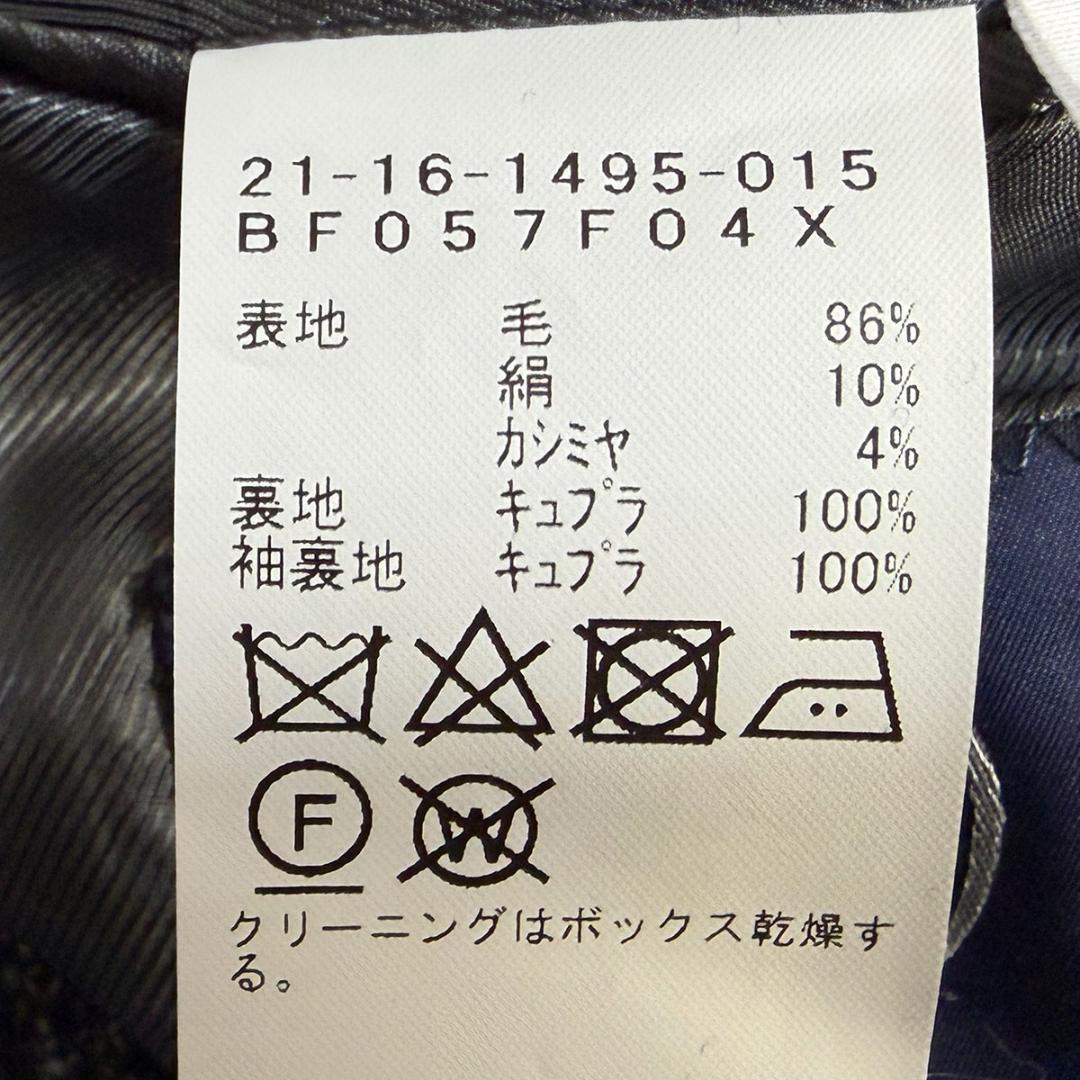 21-16-1495-015
BF057F04X
表地 毛 86%
絹 10%
カシミヤ 4%
裏地 キュプラ 100%
袖裏地 キュプラ 100%
F W
クリーニングはボックス乾燥す
る。